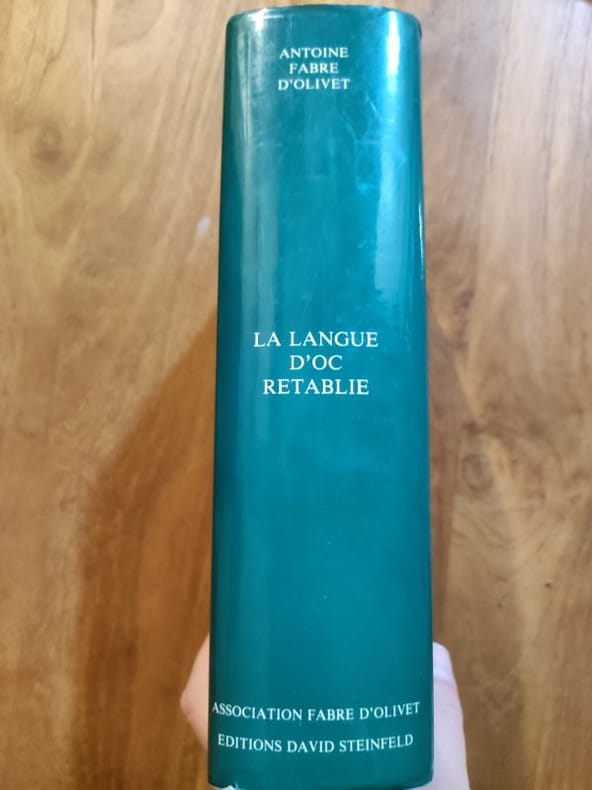 ANTOINE
FABRE
D'OLIVET
LA LANGUE
D'OC
RETABLIE
ASSOCIATION FABRE D'OLIVET
EDITIONS DAVID STEINFELD